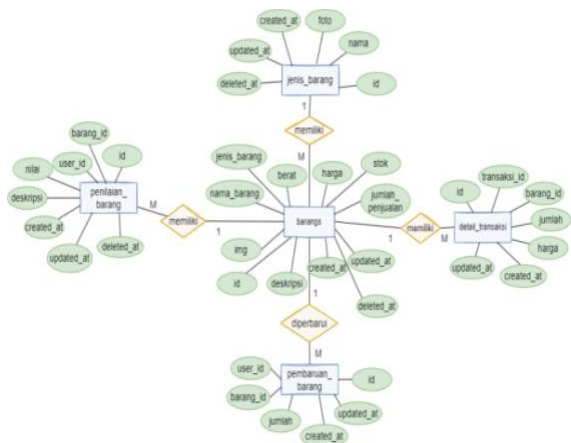 created_at
foto
updated_at
nama
deleted_at
jenis_barang
id
1
memiliki
M
barang_id
nilai
user_id
id
deskripsi
penilaian_
barang
created_at
updated_at
deleted_at
M
memiliki
1
jenis_barang
berat
harga
stok
nama_barang
jumlah_
penjualan
barangs
img
updated_at
id
deskripsi
created_at
deleted_at
1
memiliki
M
id
transaksi_id
barang_id
detail_transaksi
jumlah
harga
updated_at
created_at
1
diperbarui
M
user_id
pembaruan_
barang
id
barang_id
jumlah
updated_at
created_at